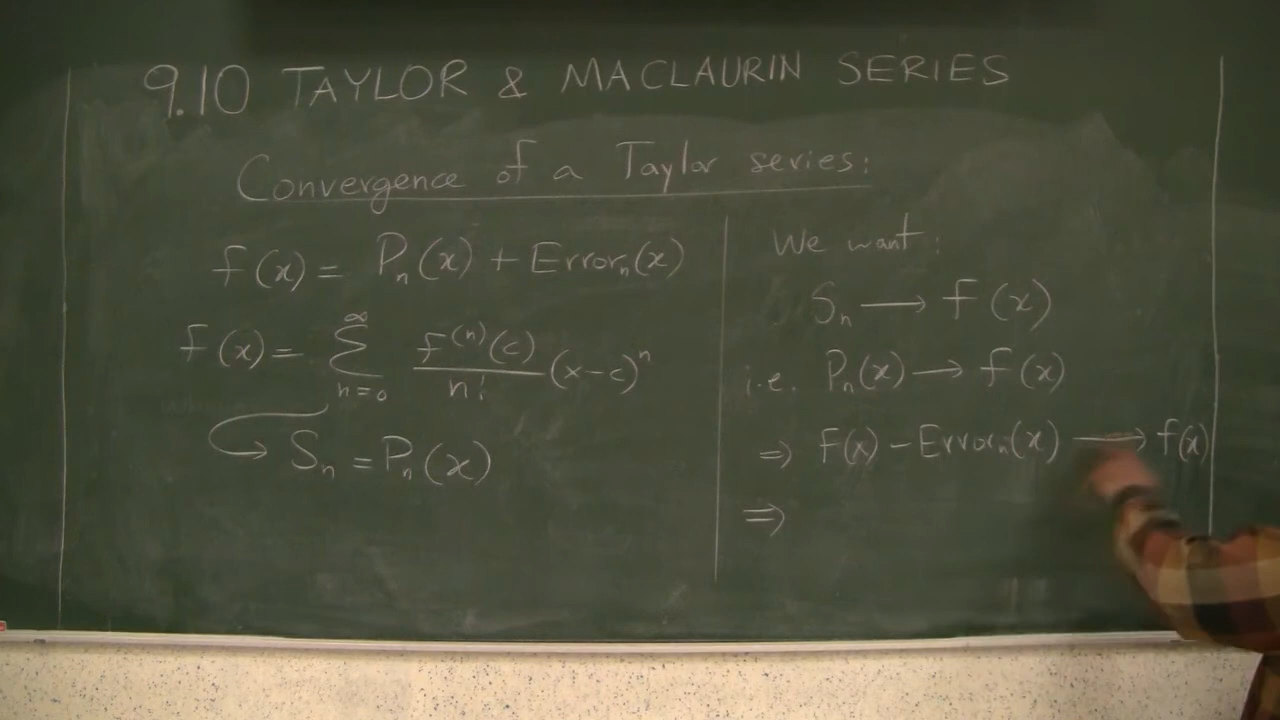 9.10 TAYLOR & MACLAURIN SERIES
Convergence of a Taylor series:
f(x) = Pₙ(x) + Errorₙ(x)
f(x) = ∑_{n=0}^{∞} f⁽ⁿ⁾(c)/n! (x-c)ⁿ
Sₙ = Pₙ(x)
We want:
Sₙ ⟶ f(x)
i.e. Pₙ(x) ⟶ f(x)
⇒ F(x) - Errorₙ(x) ⟶ f(x)
⇒